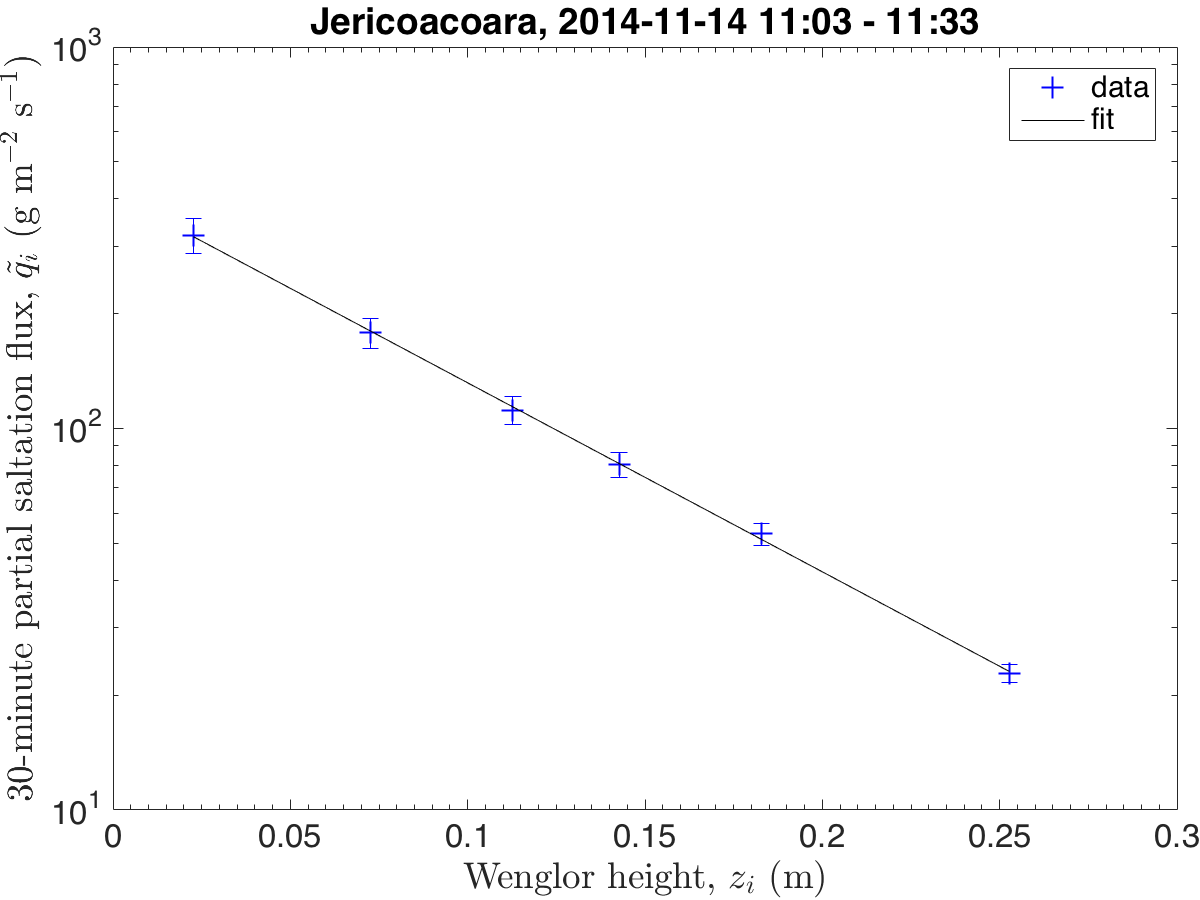 Jericoacoara, 2014-11-14 11:03 - 11:33
data
fit
30-minute partial saltation flux, q̃ᵢ (g m⁻² s⁻¹)
10³
10²
10¹
0 0.05 0.1 0.15 0.2 0.25 0.3
Wenglor height, zᵢ (m)